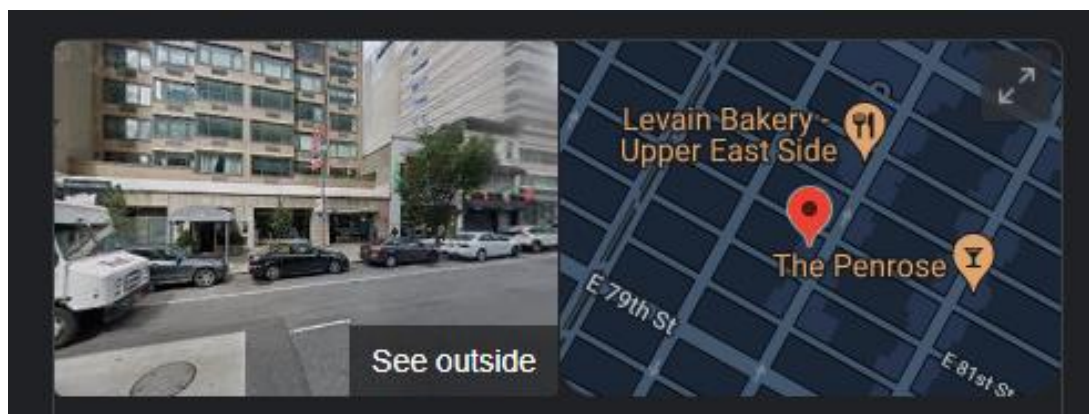 See outside
Levain Bakery -
Upper East Side
The Penrose
E 79th St
E 81st St